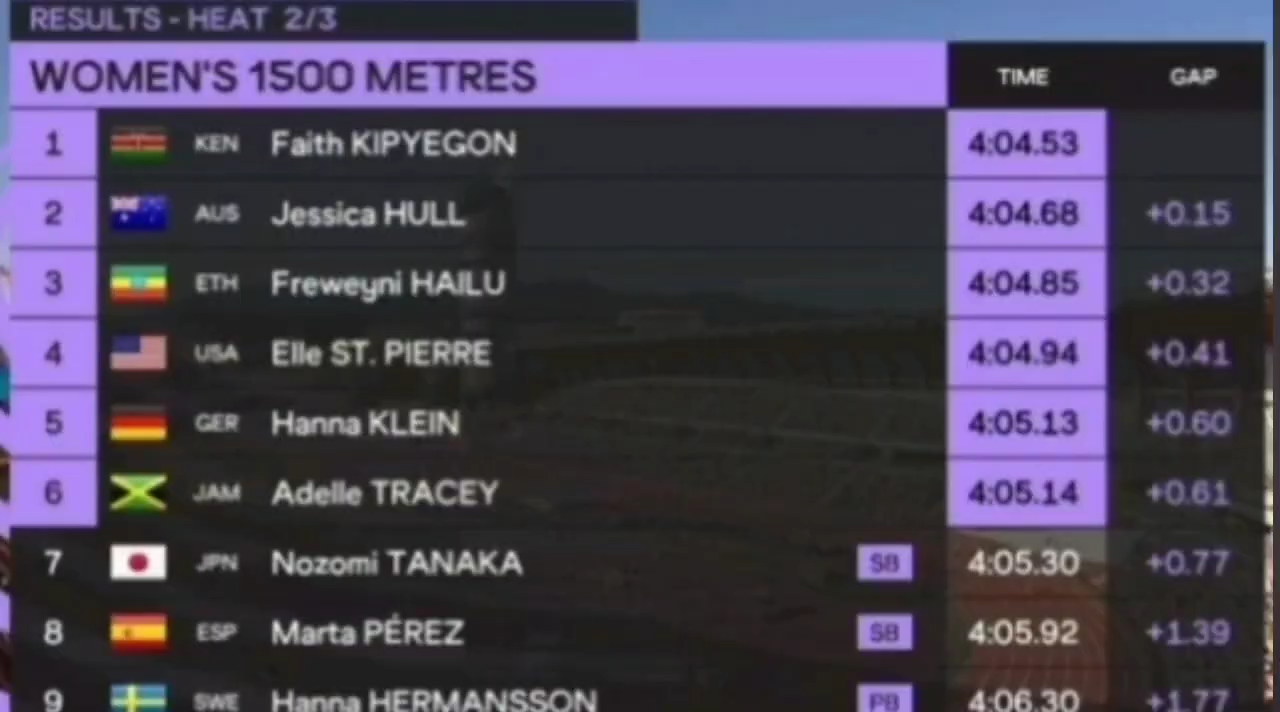 RESULTS - HEAT 2/3
WOMEN'S 1500 METRES TIME GAP
1 KEN Faith KIPYEGON 4:04.53
2 AUS Jessica HULL 4:04.68 +0.15
3 ETH Freweyni HAILU 4:04.85 +0.32
4 USA Elle ST. PIERRE 4:04.94 +0.41
5 GER Hanna KLEIN 4:05.13 +0.60
6 JAM Adelle TRACEY 4:05.14 +0.61
7 JPN Nozomi TANAKA SB 4:05.30 +0.77
8 ESP Marta PÉREZ SB 4:05.92 +1.39
9 SWE Hanna HERMANSSON PB 4:06.30 +1.77